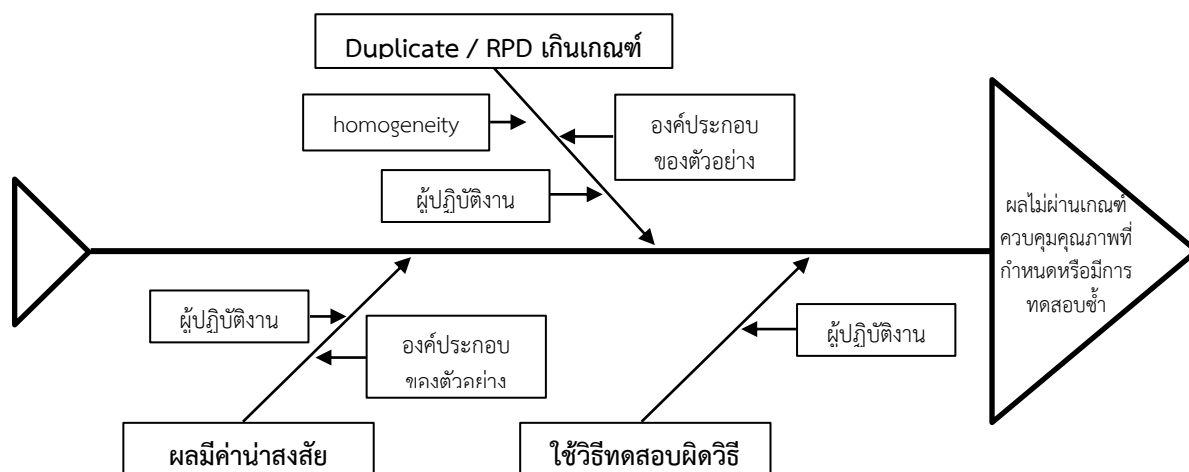 Duplicate / RPD เกินเกณฑ์
homogeneity
องค์ประกอบ
ของตัวอย่าง
ผู้ปฏิบัติงาน
ผลไม่ผ่านเกณฑ์
ควบคุมคุณภาพที่
กำหนดหรือมีการ
ทดสอบซ้ำ
ผู้ปฏิบัติงาน
องค์ประกอบ
ของตัวอย่าง
ผู้ปฏิบัติงาน
ผลมีค่าน่าสงสัย
ใช้วิธีทดสอบผิดวิธี